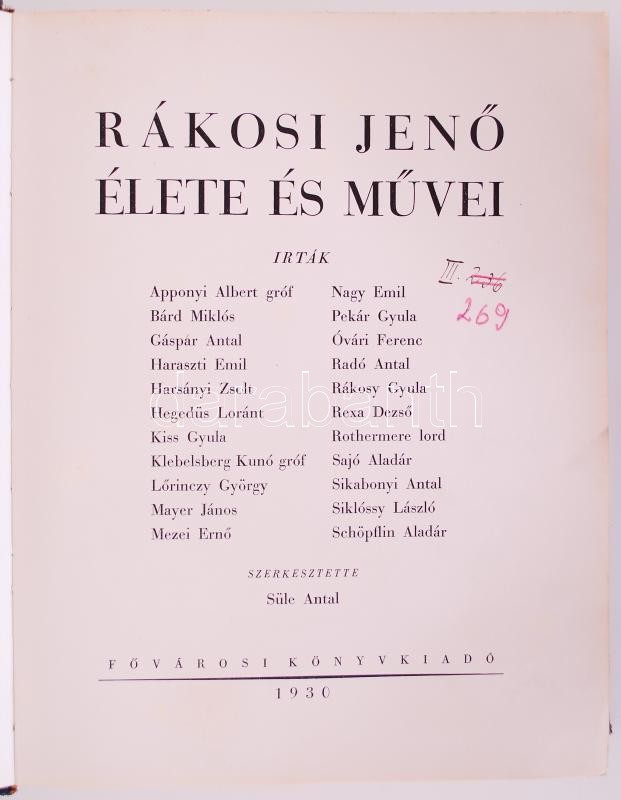 RÁKOSI JENŐ
ÉLETE ÉS MŰVEI
IRTÁK
Apponyi Albert gróf
Bárd Miklós
Gáspár Antal
Haraszti Emil
Harsányi Zsolt
Hegedüs Loránt
Kiss Gyula
Klebelsberg Kunó gróf
Lőrinczy György
Mayer János
Mezei Ernő
Nagy Emil
Pekár Gyula
Óvári Ferenc
Radó Antal
Rákosy Gyula
Rexa Dezső
Rothermere lord
Sajó Aladár
Sikabonyi Antal
Siklóssy László
Schöpflin Aladár
III. 236
269
darabanth
SZERKESZTETTE
Süle Antal
FŐVÁROSI KÖNYVKIADÓ
1930